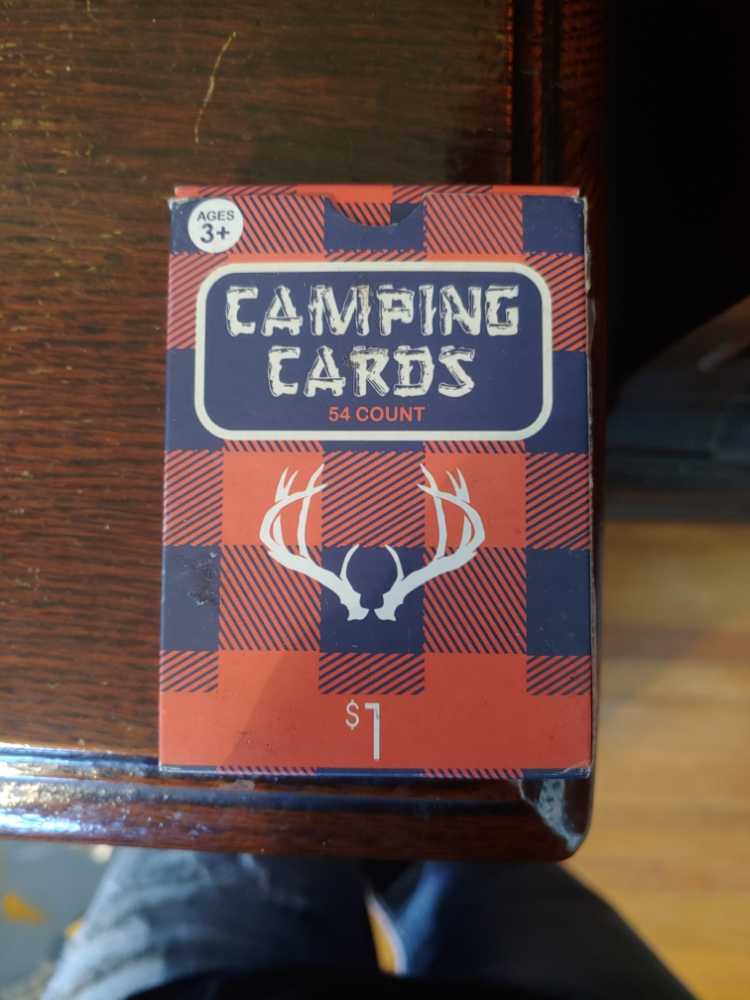 AGES
3+
CAMPING
CARDS
54 COUNT
$1